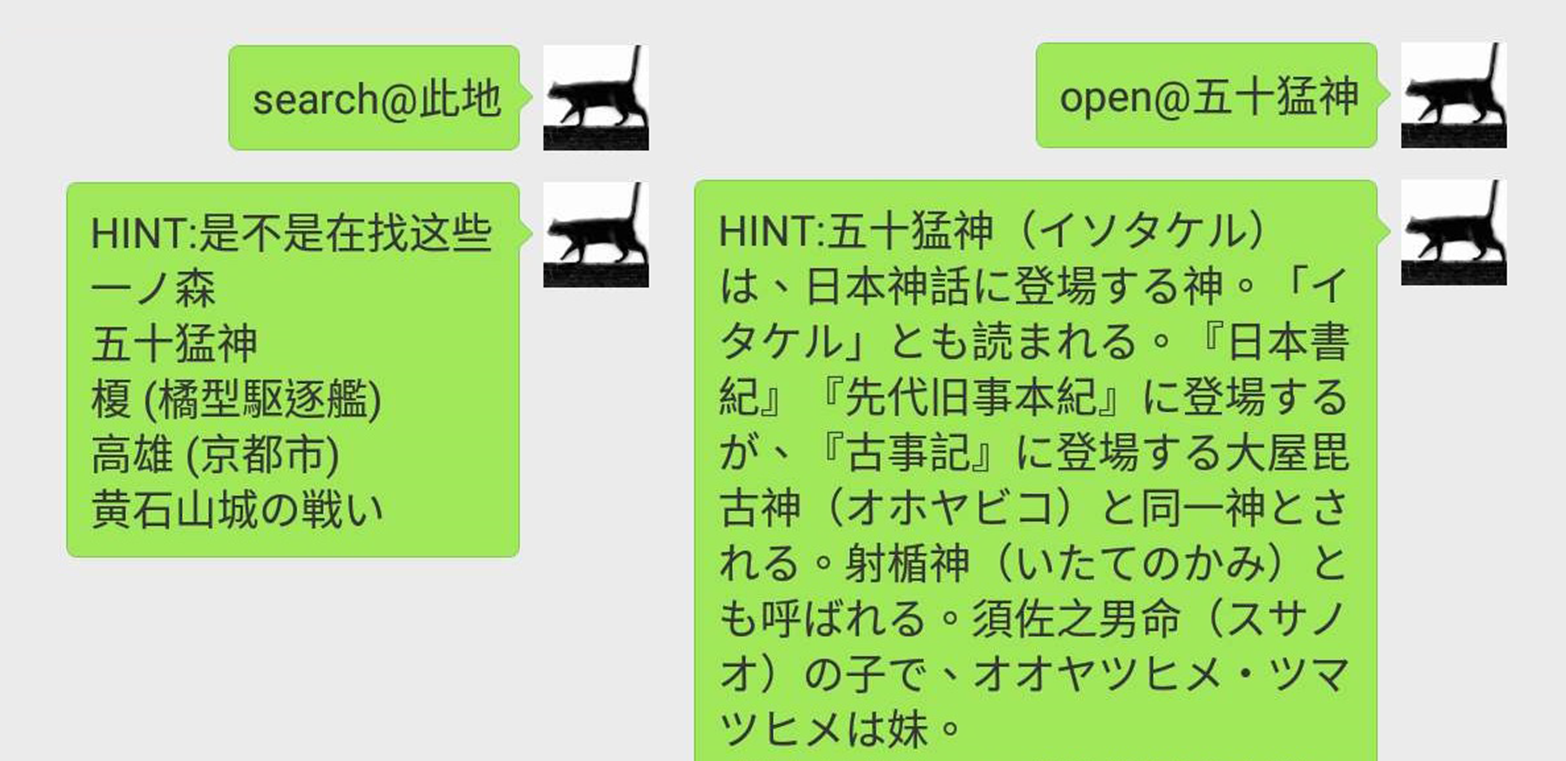 search@此地
HINT:是不是在找这些
一ノ森
五十猛神
榎 (橘型駆逐艦)
高雄 (京都市)
黄石山城の戦い
open@五十猛神
HINT:五十猛神（イソタケル）
は、日本神話に登場する神。「イ
タケル」とも読まれる。『日本書
紀』『先代旧事本紀』に登場する
が、『古事記』に登場する大屋毘
古神（オホヤビコ）と同一神とさ
れる。射楯神（いたてのかみ）と
も呼ばれる。須佐之男命（スサノ
オ）の子で、オオヤツヒメ・ツマ
ツヒメは妹。